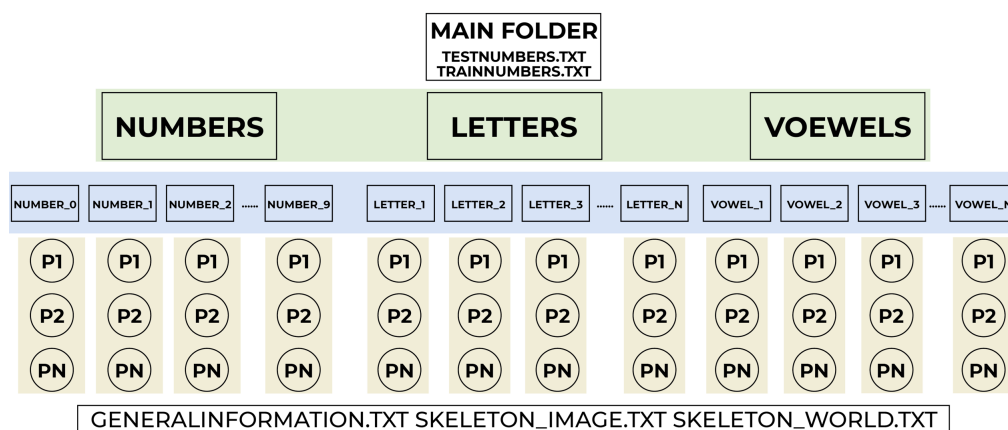 MAIN FOLDER
TESTNUMBERS.TXT
TRAINNUMBERS.TXT
NUMBERS LETTERS VOEWELS
NUMBER_0 NUMBER_1 NUMBER_2 ...... NUMBER_9 LETTER_1 LETTER_2 LETTER_3 ...... LETTER_N VOWEL_1 VOWEL_2 VOWEL_3 ...... VOWEL_N
P1 P1 P1 P1 P1 P1 P1 P1 P1 P1 P1 P1
P2 P2 P2 P2 P2 P2 P2 P2 P2 P2 P2 P2
PN PN PN PN PN PN PN PN PN PN PN PN
GENERALINFORMATION.TXT SKELETON_IMAGE.TXT SKELETON_WORLD.TXT